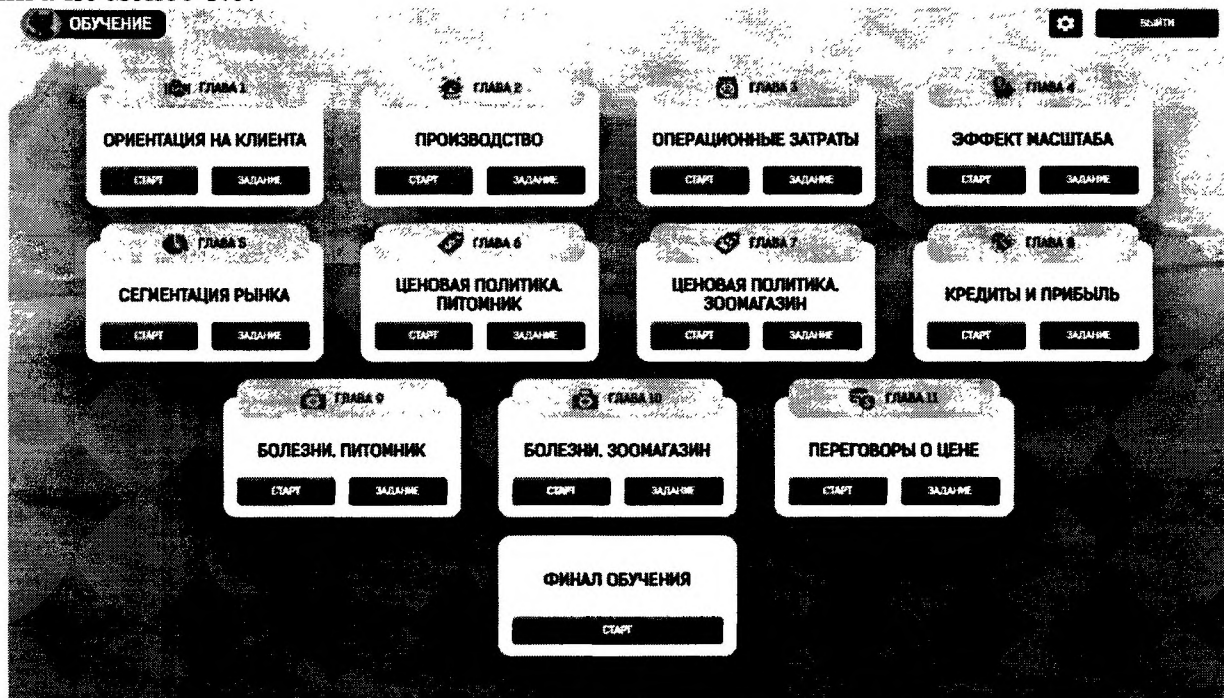 ОБУЧЕНИЕ
ВЫЙТИ
ГЛАВА 1
ОРИЕНТАЦИЯ НА КЛИЕНТА
СТАРТ ЗАДАНИЕ
ГЛАВА 2
ПРОИЗВОДСТВО
СТАРТ ЗАДАНИЕ
ГЛАВА 3
ОПЕРАЦИОННЫЕ ЗАТРАТЫ
СТАРТ ЗАДАНИЕ
ГЛАВА 4
ЭФФЕКТ МАСШТАБА
СТАРТ ЗАДАНИЕ
ГЛАВА 5
СЕГМЕНТАЦИЯ РЫНКА
СТАРТ ЗАДАНИЕ
ГЛАВА 6
ЦЕНОВАЯ ПОЛИТИКА.
ПИТОМНИК
СТАРТ ЗАДАНИЕ
ГЛАВА 7
ЦЕНОВАЯ ПОЛИТИКА.
ЗООМАГАЗИН
СТАРТ ЗАДАНИЕ
ГЛАВА 8
КРЕДИТЫ И ПРИБЫЛЬ
СТАРТ ЗАДАНИЕ
ГЛАВА 9
БОЛЕЗНИ. ПИТОМНИК
СТАРТ ЗАДАНИЕ
ГЛАВА 10
БОЛЕЗНИ. ЗООМАГАЗИН
СТАРТ ЗАДАНИЕ
ГЛАВА 11
ПЕРЕГОВОРЫ О ЦЕНЕ
СТАРТ ЗАДАНИЕ
ФИНАЛ ОБУЧЕНИЯ
СТАРТ